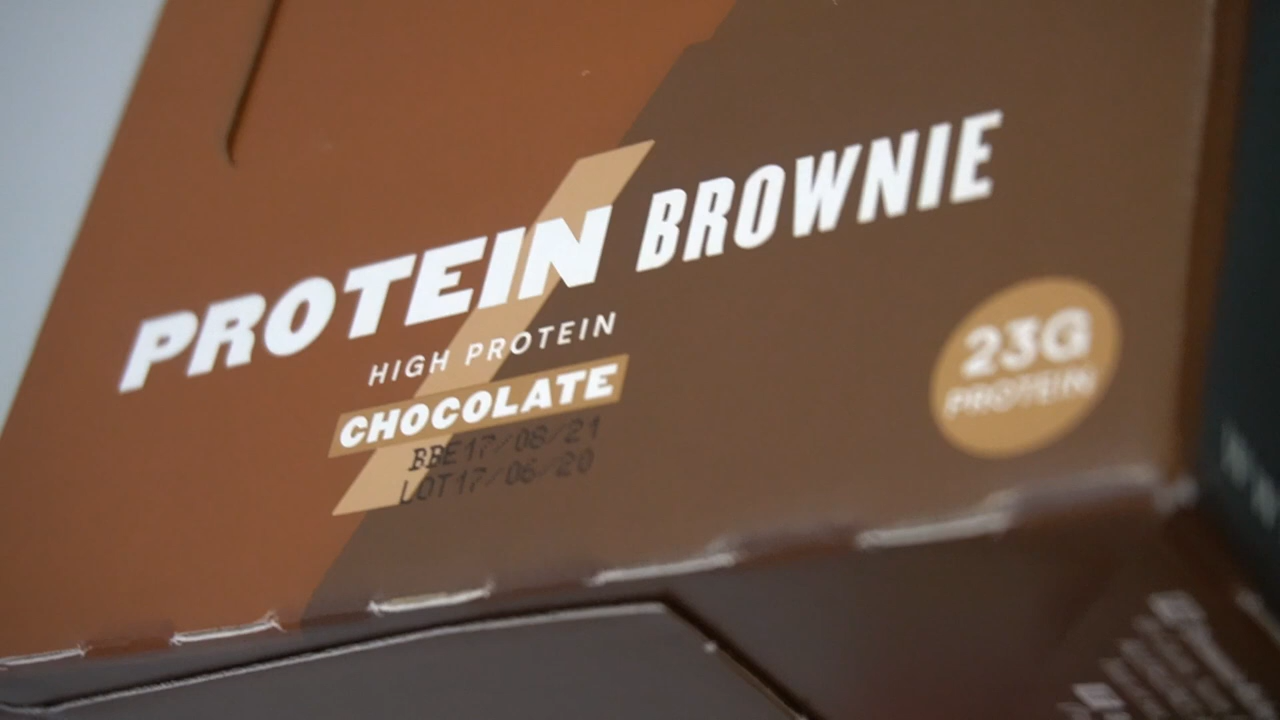 PROTEIN BROWNIE
HIGH PROTEIN
CHOCOLATE
BBE17/08/21
LOT17/06/20
23G
PROTEIN